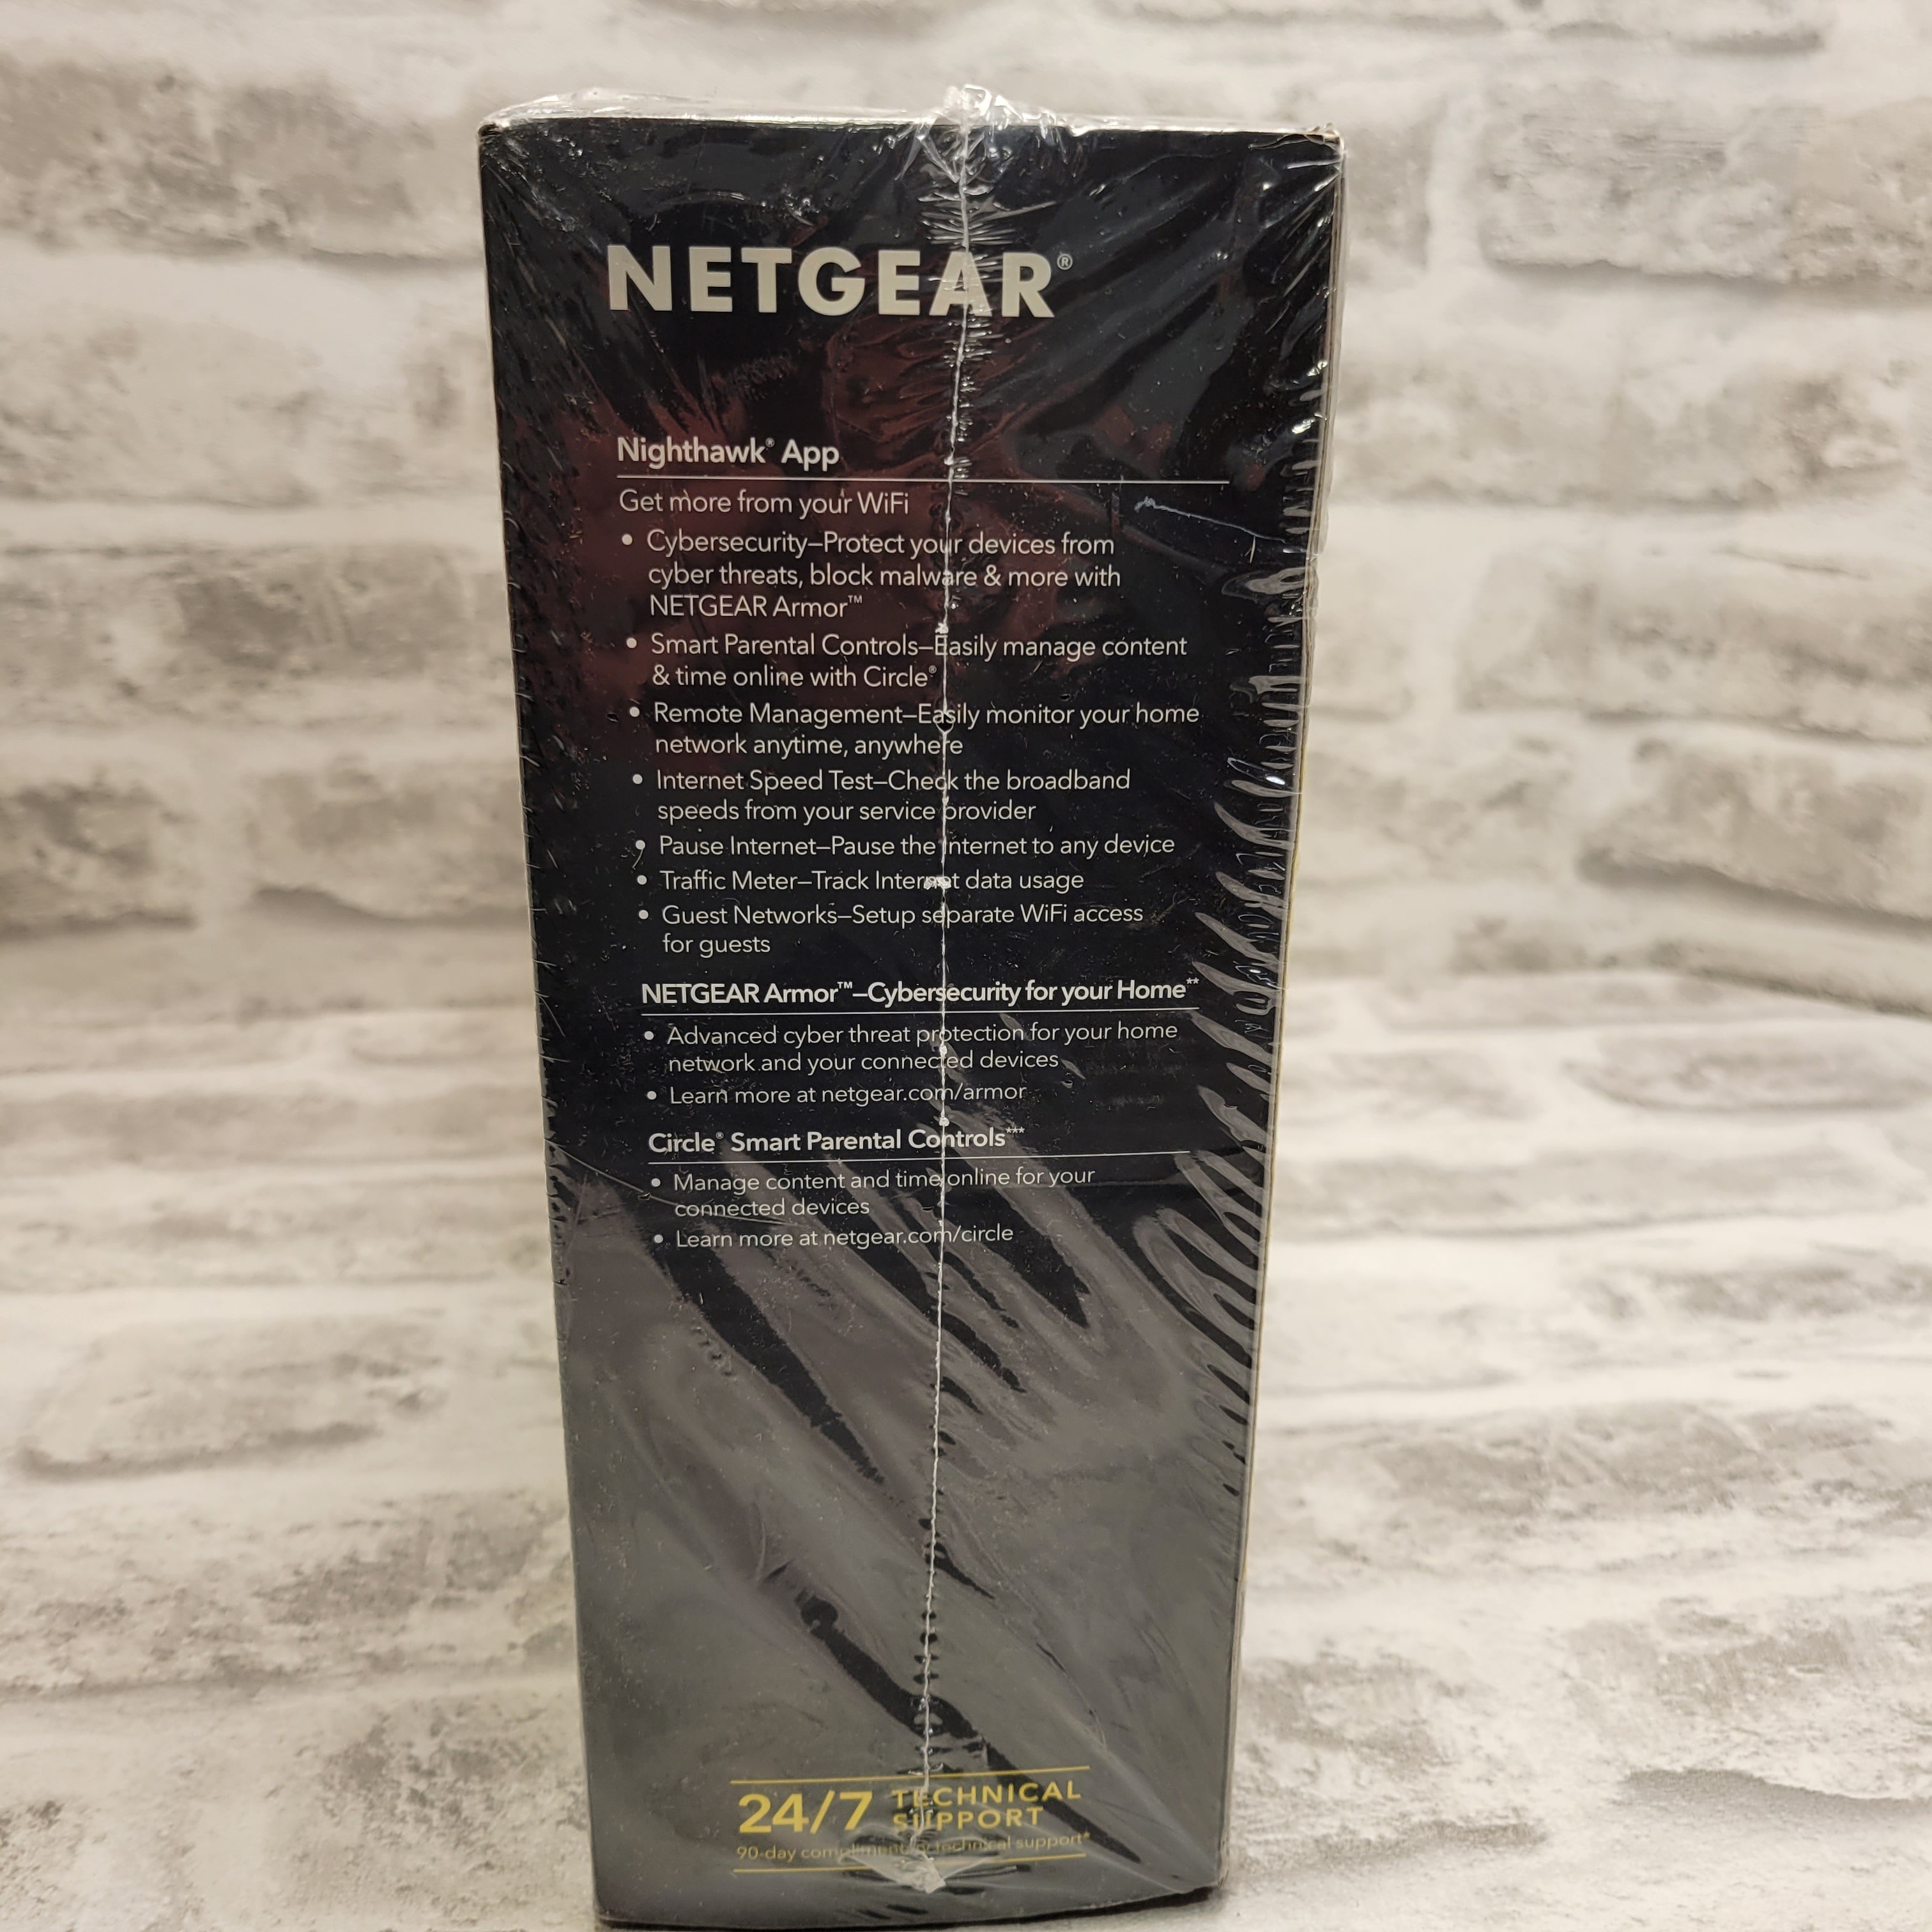 NETGEAR®
Nighthawk® App
Get more from your WiFi
• Cybersecurity–Protect your devices from
cyber threats, block malware & more with
NETGEAR Armor™
• Smart Parental Controls–Easily manage content
& time online with Circle®
• Remote Management–Easily monitor your home
network anytime, anywhere
• Internet Speed Test–Check the broadband
speeds from your service provider
• Pause Internet–Pause the Internet to any device
• Traffic Meter–Track Internet data usage
• Guest Networks–Setup separate WiFi access
for guests
NETGEAR Armor™–Cybersecurity for your Home**
• Advanced cyber threat protection for your home
network and your connected devices
• Learn more at netgear.com/armor
Circle® Smart Parental Controls***
• Manage content and time online for your
connected devices
• Learn more at netgear.com/circle
24/7 TECHNICAL
SUPPORT
90-day complimentary technical support*